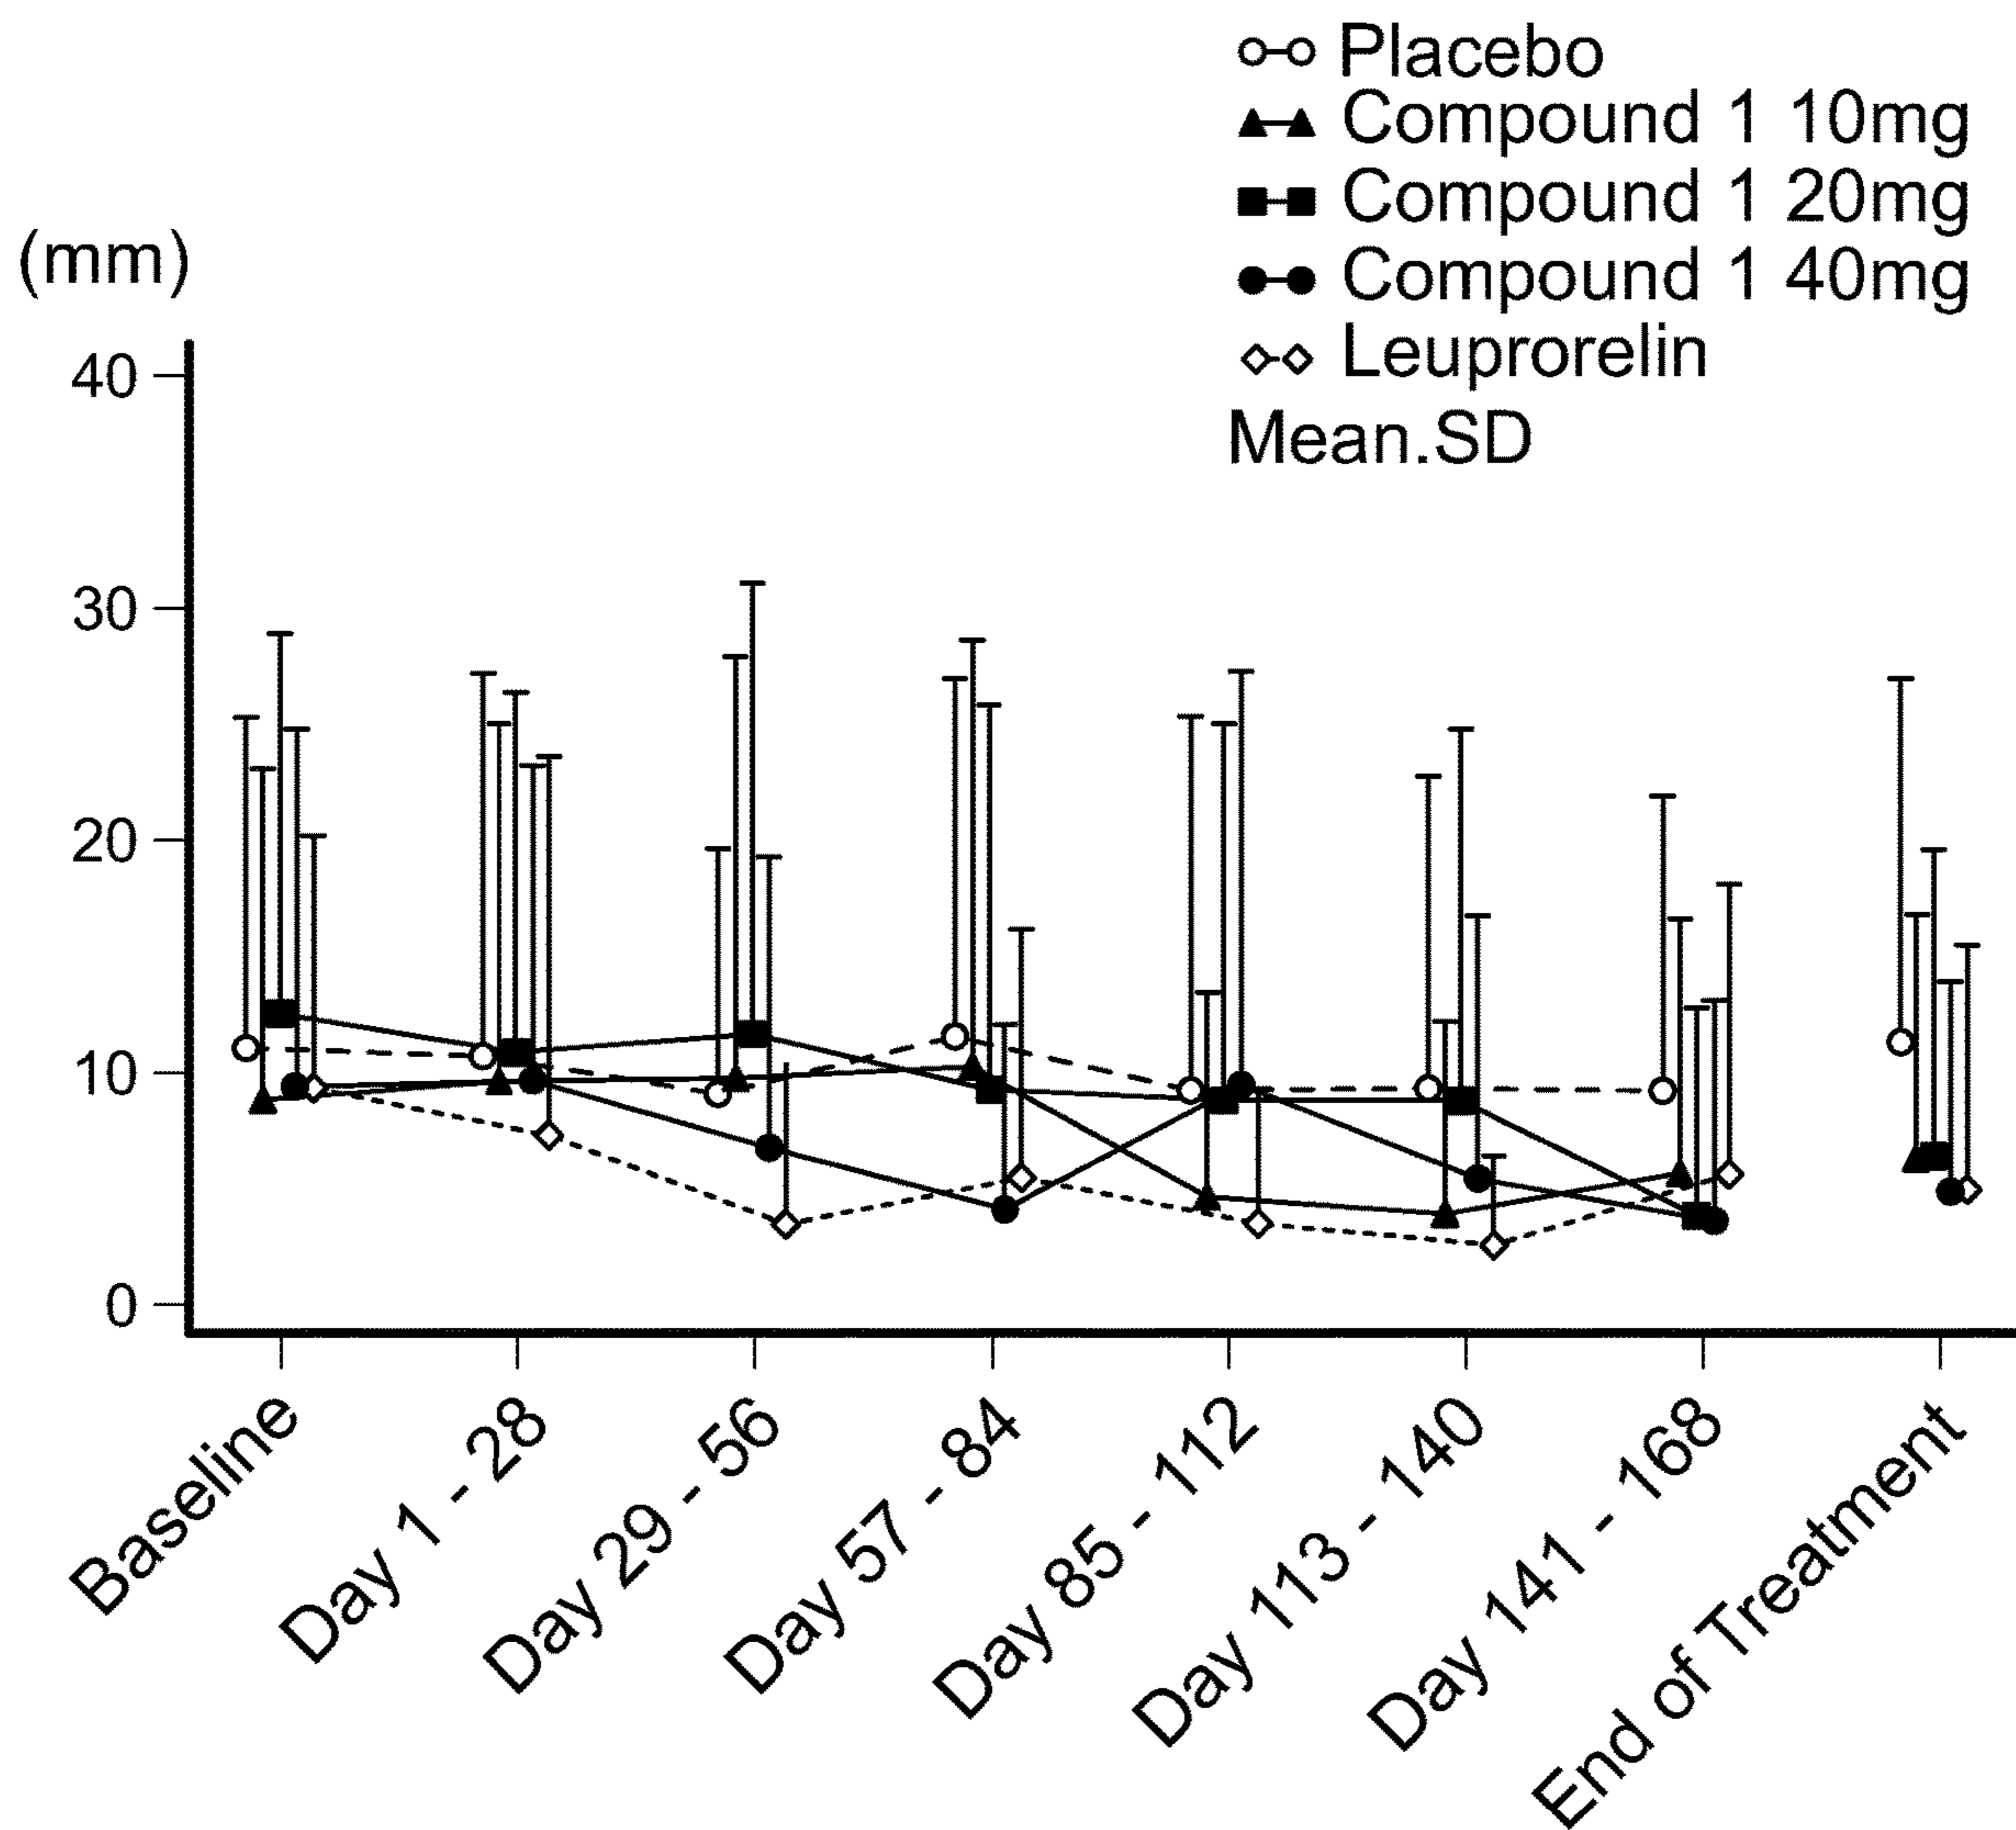 Placebo
Compound 1 10mg
Compound 1 20mg
Compound 1 40mg
Leuprorelin
Mean.SD
(mm)
40
30
20
10
0
Baseline
Day 1 - 28
Day 29 - 56
Day 57 - 84
Day 85 - 112
Day 113 - 140
Day 141 - 168
End of Treatment